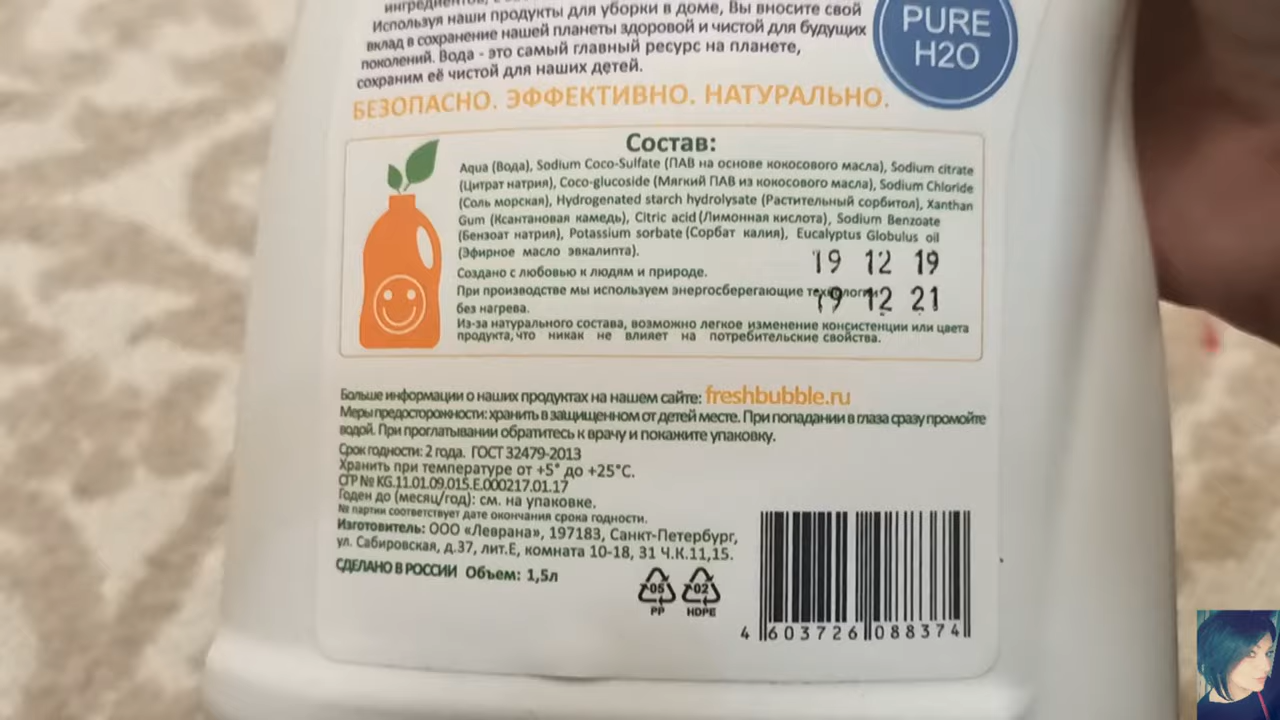 ингредиентов, с
Используя наши продукты для уборки в доме, Вы вносите свой
вклад в сохранение нашей планеты здоровой и чистой для будущих
поколений. Вода - это самый главный ресурс на планете,
сохраним её чистой для наших детей.
PURE
H2O
БЕЗОПАСНО. ЭФФЕКТИВНО. НАТУРАЛЬНО.
Состав:
Aqua (Вода), Sodium Coco-Sulfate (ПАВ на основе кокосового масла), Sodium citrate
(Цитрат натрия), Coco-glucoside (Мягкий ПАВ из кокосового масла), Sodium Chloride
(Соль морская), Hydrogenated starch hydrolysate (Растительный сорбитол), Xanthan
Gum (Ксантановая камедь), Citric acid (Лимонная кислота), Sodium Benzoate
(Бензоат натрия), Potassium sorbate (Сорбат калия), Eucalyptus Globulus oil
(Эфирное масло эвкалипта).
19 12 19
Создано с любовью к людям и природе.
При производстве мы используем энергосберегающие технологии
19 12 21
без нагрева.
Из-за натурального состава, возможно легкое изменение консистенции или цвета
продукта, что никак не влияет на потребительские свойства.
Больше информации о наших продуктах на нашем сайте: freshbubble.ru
Меры предосторожности: хранить в защищенном от детей месте. При попадании в глаза сразу промойте
водой. При проглатывании обратитесь к врачу и покажите упаковку.
Срок годности: 2 года. ГОСТ 32479-2013
Хранить при температуре от +5° до +25°С.
СГР № KG.11.01.09.015.E.000217.01.17
Годен до (месяц/год): см. на упаковке.
№ партии соответствует дате окончания срока годности.
Изготовитель: ООО «Леврана», 197183, Санкт-Петербург,
ул. Сабировская, д.37, лит.Е, комната 10-18, 31 Ч.К.11,15.
СДЕЛАНО В РОССИИ Объем: 1,5л
05 02
PP HDPE
4 603726 088374